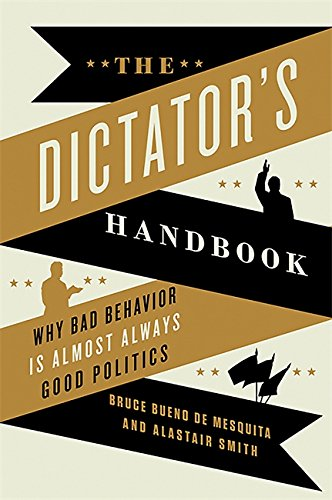 THE
DICTATOR'S
HANDBOOK
WHY BAD BEHAVIOR
IS ALMOST ALWAYS
GOOD POLITICS
BRUCE BUENO DE MESQUITA
AND ALASTAIR SMITH